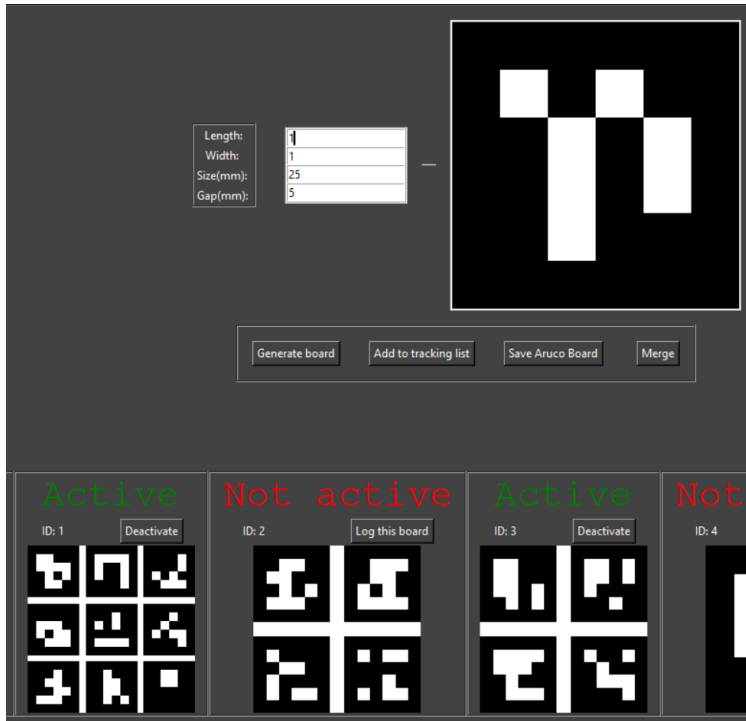 Length: 1
Width: 1
Size(mm): 25
Gap(mm): 5
Generate board Add to tracking list Save Aruco Board Merge
Active Not active Active Not
ID: 1 Deactivate ID: 2 Log this board ID: 3 Deactivate ID: 4